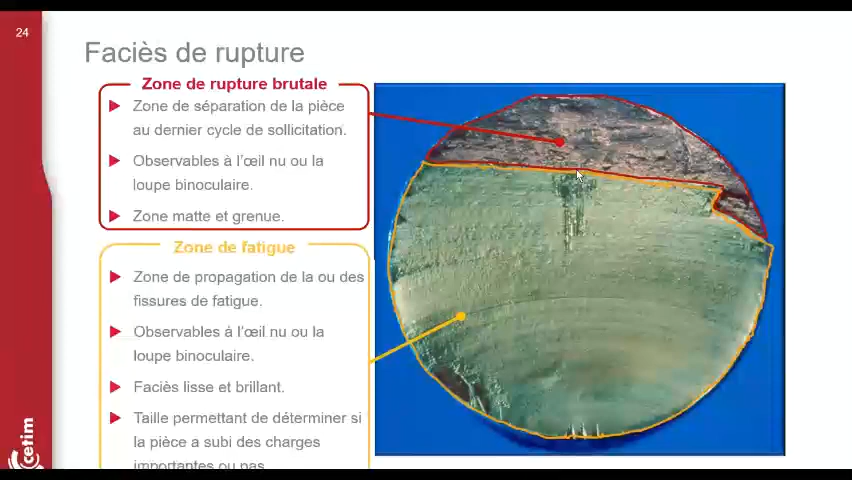 24
Faciès de rupture
Zone de rupture brutale
Zone de séparation de la pièce
au dernier cycle de sollicitation.
Observables à l'œil nu ou la
loupe binoculaire.
Zone matte et grenue.
Zone de fatigue
Zone de propagation de la ou des
fissures de fatigue.
Observables à l'œil nu ou la
loupe binoculaire.
Faciès lisse et brillant.
Taille permettant de déterminer si
la pièce a subi des charges
importantes ou pas
cetim